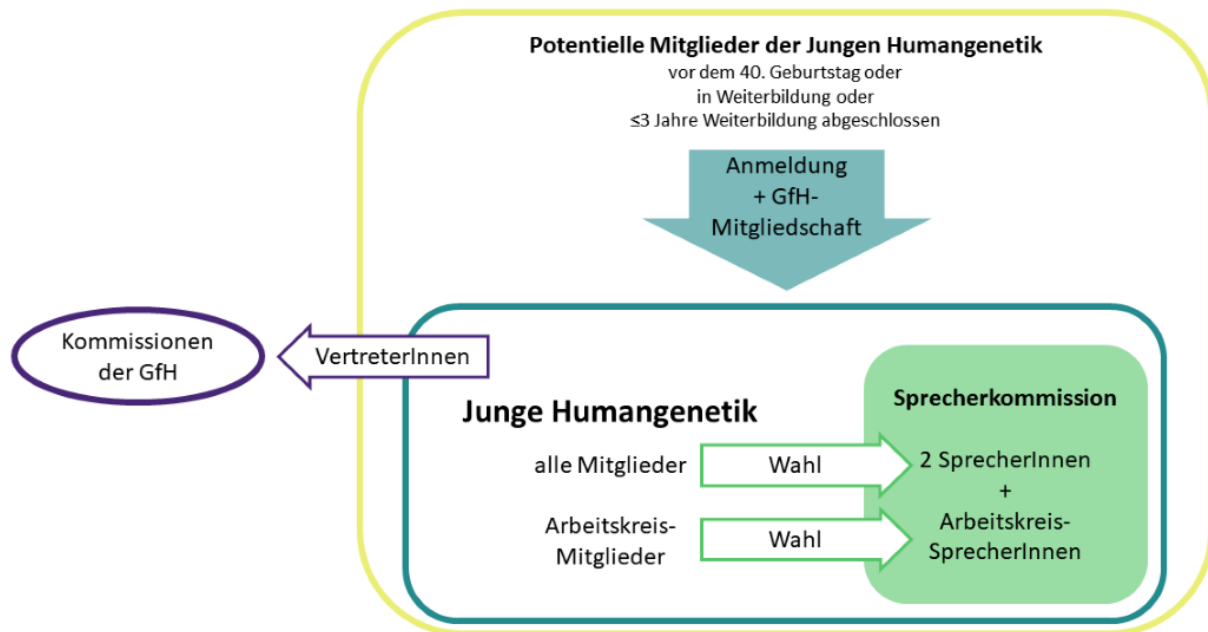 Potentielle Mitglieder der Jungen Humangenetik
vor dem 40. Geburtstag oder
in Weiterbildung oder
≤3 Jahre Weiterbildung abgeschlossen
Anmeldung
+ GfH-
Mitgliedschaft
Kommissionen
der GfH
VertreterInnen
Junge Humangenetik
alle Mitglieder
Wahl
Arbeitskreis-
Mitglieder
Wahl
Sprecherkommission
2 SprecherInnen
+
Arbeitskreis-
SprecherInnen